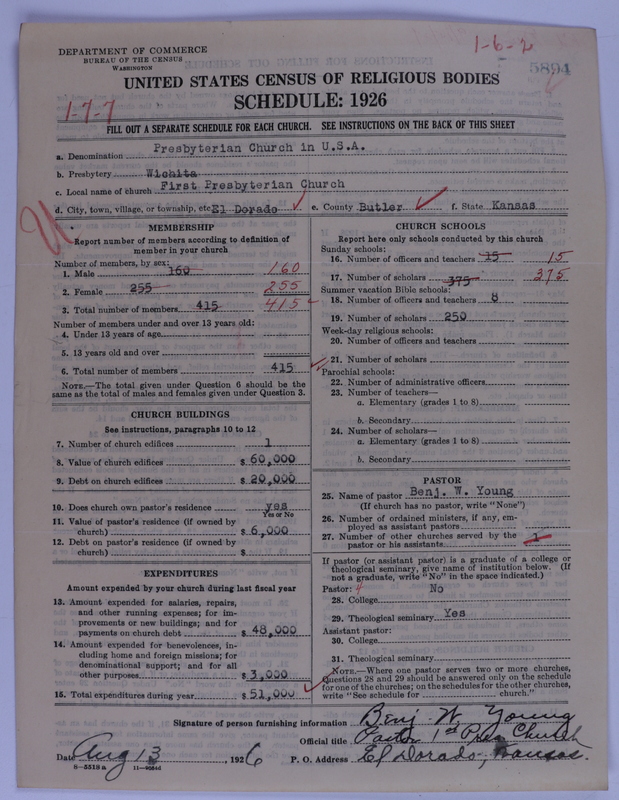 DEPARTMENT OF COMMERCE
BUREAU OF THE CENSUS
WASHINGTON
1-6-2
5894
UNITED STATES CENSUS OF RELIGIOUS BODIES
SCHEDULE: 1926
1-7-7
FILL OUT A SEPARATE SCHEDULE FOR EACH CHURCH. SEE INSTRUCTIONS ON THE BACK OF THIS SHEET
a. Denomination Presbyterian Church in U.S.A.
b. Presbytery Wichita
c. Local name of church First Presbyterian Church
d. City, town, village, or township, etc. El Dorado e. County Butler f. State Kansas
MEMBERSHIP
Report number of members according to definition of
member in your church
Number of members, by sex:
1. Male 160 160
2. Female 255 255
3. Total number of members 415 415
Number of members under and over 13 years old:
4. Under 13 years of age
5. 13 years old and over
6. Total number of members 415
NOTE.—The total given under Question 6 should be
same as the total of males and females given under Question 3.
CHURCH BUILDINGS
See instructions, paragraphs 10 to 12
7. Number of church edifices 1
8. Value of church edifices $ 60,000
9. Debt on church edifices $ 20,000
10. Does church own pastor's residence yes
Yes or No
11. Value of pastor's residence (if owned by
church) $ 6,000
12. Debt on pastor's residence (if owned by
church) $
EXPENDITURES
Amount expended by your church during last fiscal year
13. Amount expended for salaries, repairs,
and other running expenses; for im-
provements or new buildings; and for
payments on church debt $ 48,000
14. Amount expended for benevolences, in-
cluding home and foreign missions; for
denominational support; and for all
other purposes $ 3,000
15. Total expenditures during year $ 51,000
CHURCH SCHOOLS
Report here only schools conducted by this church
Sunday schools:
16. Number of officers and teachers 15 15
17. Number of scholars 375 375
Summer vacation Bible schools:
18. Number of officers and teachers 8
19. Number of scholars 250
Week-day religious schools:
20. Number of officers and teachers
21. Number of scholars
Parochial schools:
22. Number of administrative officers
23. Number of teachers—
a. Elementary (grades 1 to 8)
b. Secondary
24. Number of scholars—
a. Elementary (grades 1 to 8)
b. Secondary
PASTOR
25. Name of pastor Benj. W. Young
(If church has no pastor, write "None")
26. Number of ordained ministers, if any, em-
ployed as assistant pastors
27. Number of other churches served by the
pastor or his assistants 1
If pastor (or assistant pastor) is a graduate of a college or
theological seminary, give name of institution below. (If
not a graduate, write "No" in the space indicated.)
Pastor:
28. College No
29. Theological seminary Yes
Assistant pastor:
30. College
31. Theological seminary
NOTE.—Where one pastor serves two or more churches,
Questions 28 and 29 should be answered only on the schedule
for one of the churches; on the schedules for the other churches,
write "See schedule for church."
Signature of person furnishing information Benj. W. Young
Official title Pastor 1st Pres Church
Date Aug 13, 1926 P. O. Address El Dorado, Kansas.
8—5518a